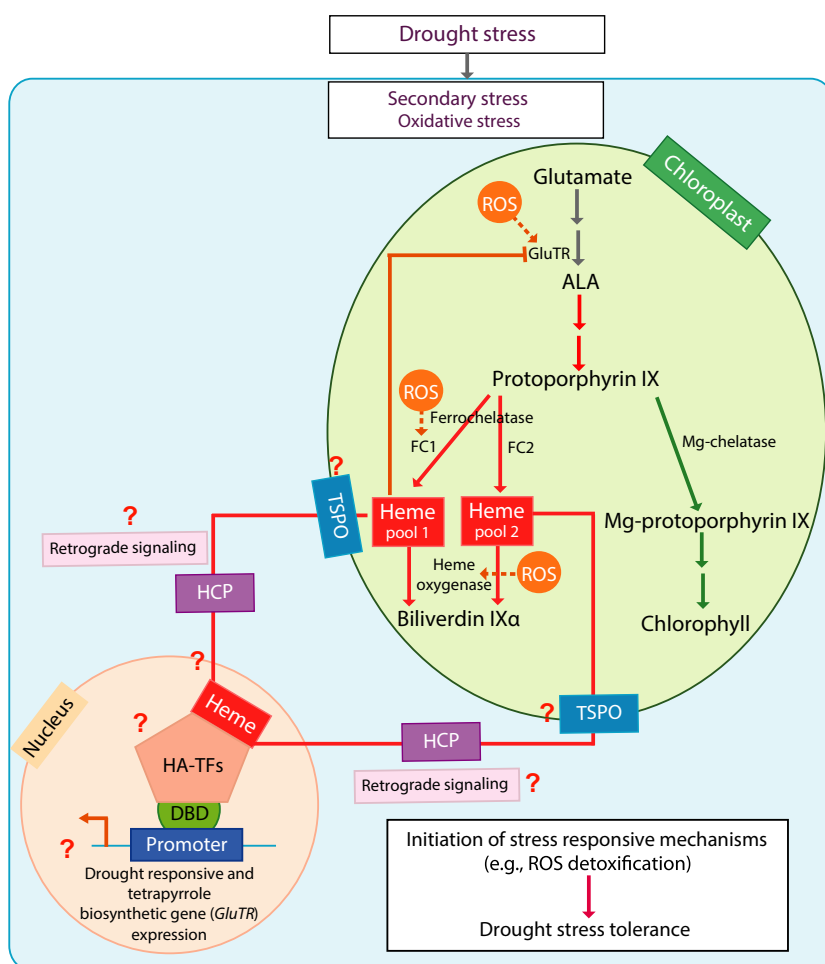 Drought stress
Secondary stress
Oxidative stress
Chloroplast
Glutamate
ROS
GluTR
ALA
Protoporphyrin IX
ROS
Ferrochelatase
FC1
FC2
Mg-chelatase
?
TSPO
Heme
pool 1
Heme
pool 2
Mg-protoporphyrin IX
?
Retrograde signaling
HCP
Heme
oxygenase
ROS
Biliverdin IXα
Chlorophyll
?
Nucleus
Heme
?
HA-TFs
DBD
Promoter
?
Drought responsive and
tetrapyrrole
biosynthetic gene (GluTR)
expression
?
TSPO
HCP
Retrograde signaling
?
Initiation of stress responsive mechanisms
(e.g., ROS detoxification)
Drought stress tolerance